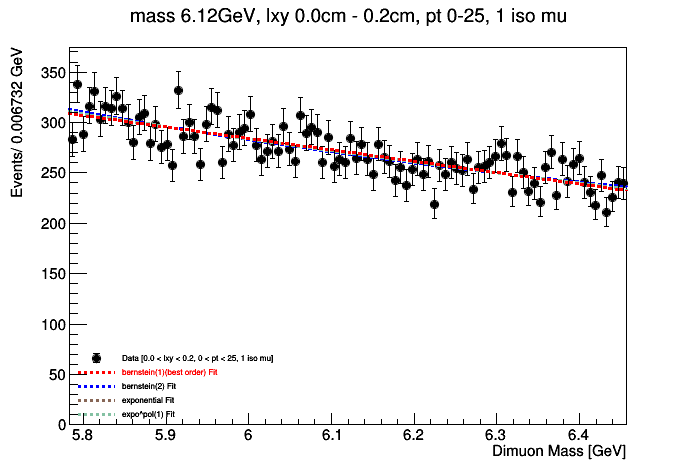 mass 6.12GeV, lxy 0.0cm - 0.2cm, pt 0-25, 1 iso mu
Events/ 0.006732 GeV
350
300
250
200
150
100
50
0
Data [0.0 < lxy < 0.2, 0 < pt < 25, 1 iso mu]
bernstein(1)(best order) Fit
bernstein(2) Fit
exponential Fit
expo*pol(1) Fit
5.8 5.9 6 6.1 6.2 6.3 6.4
Dimuon Mass [GeV]